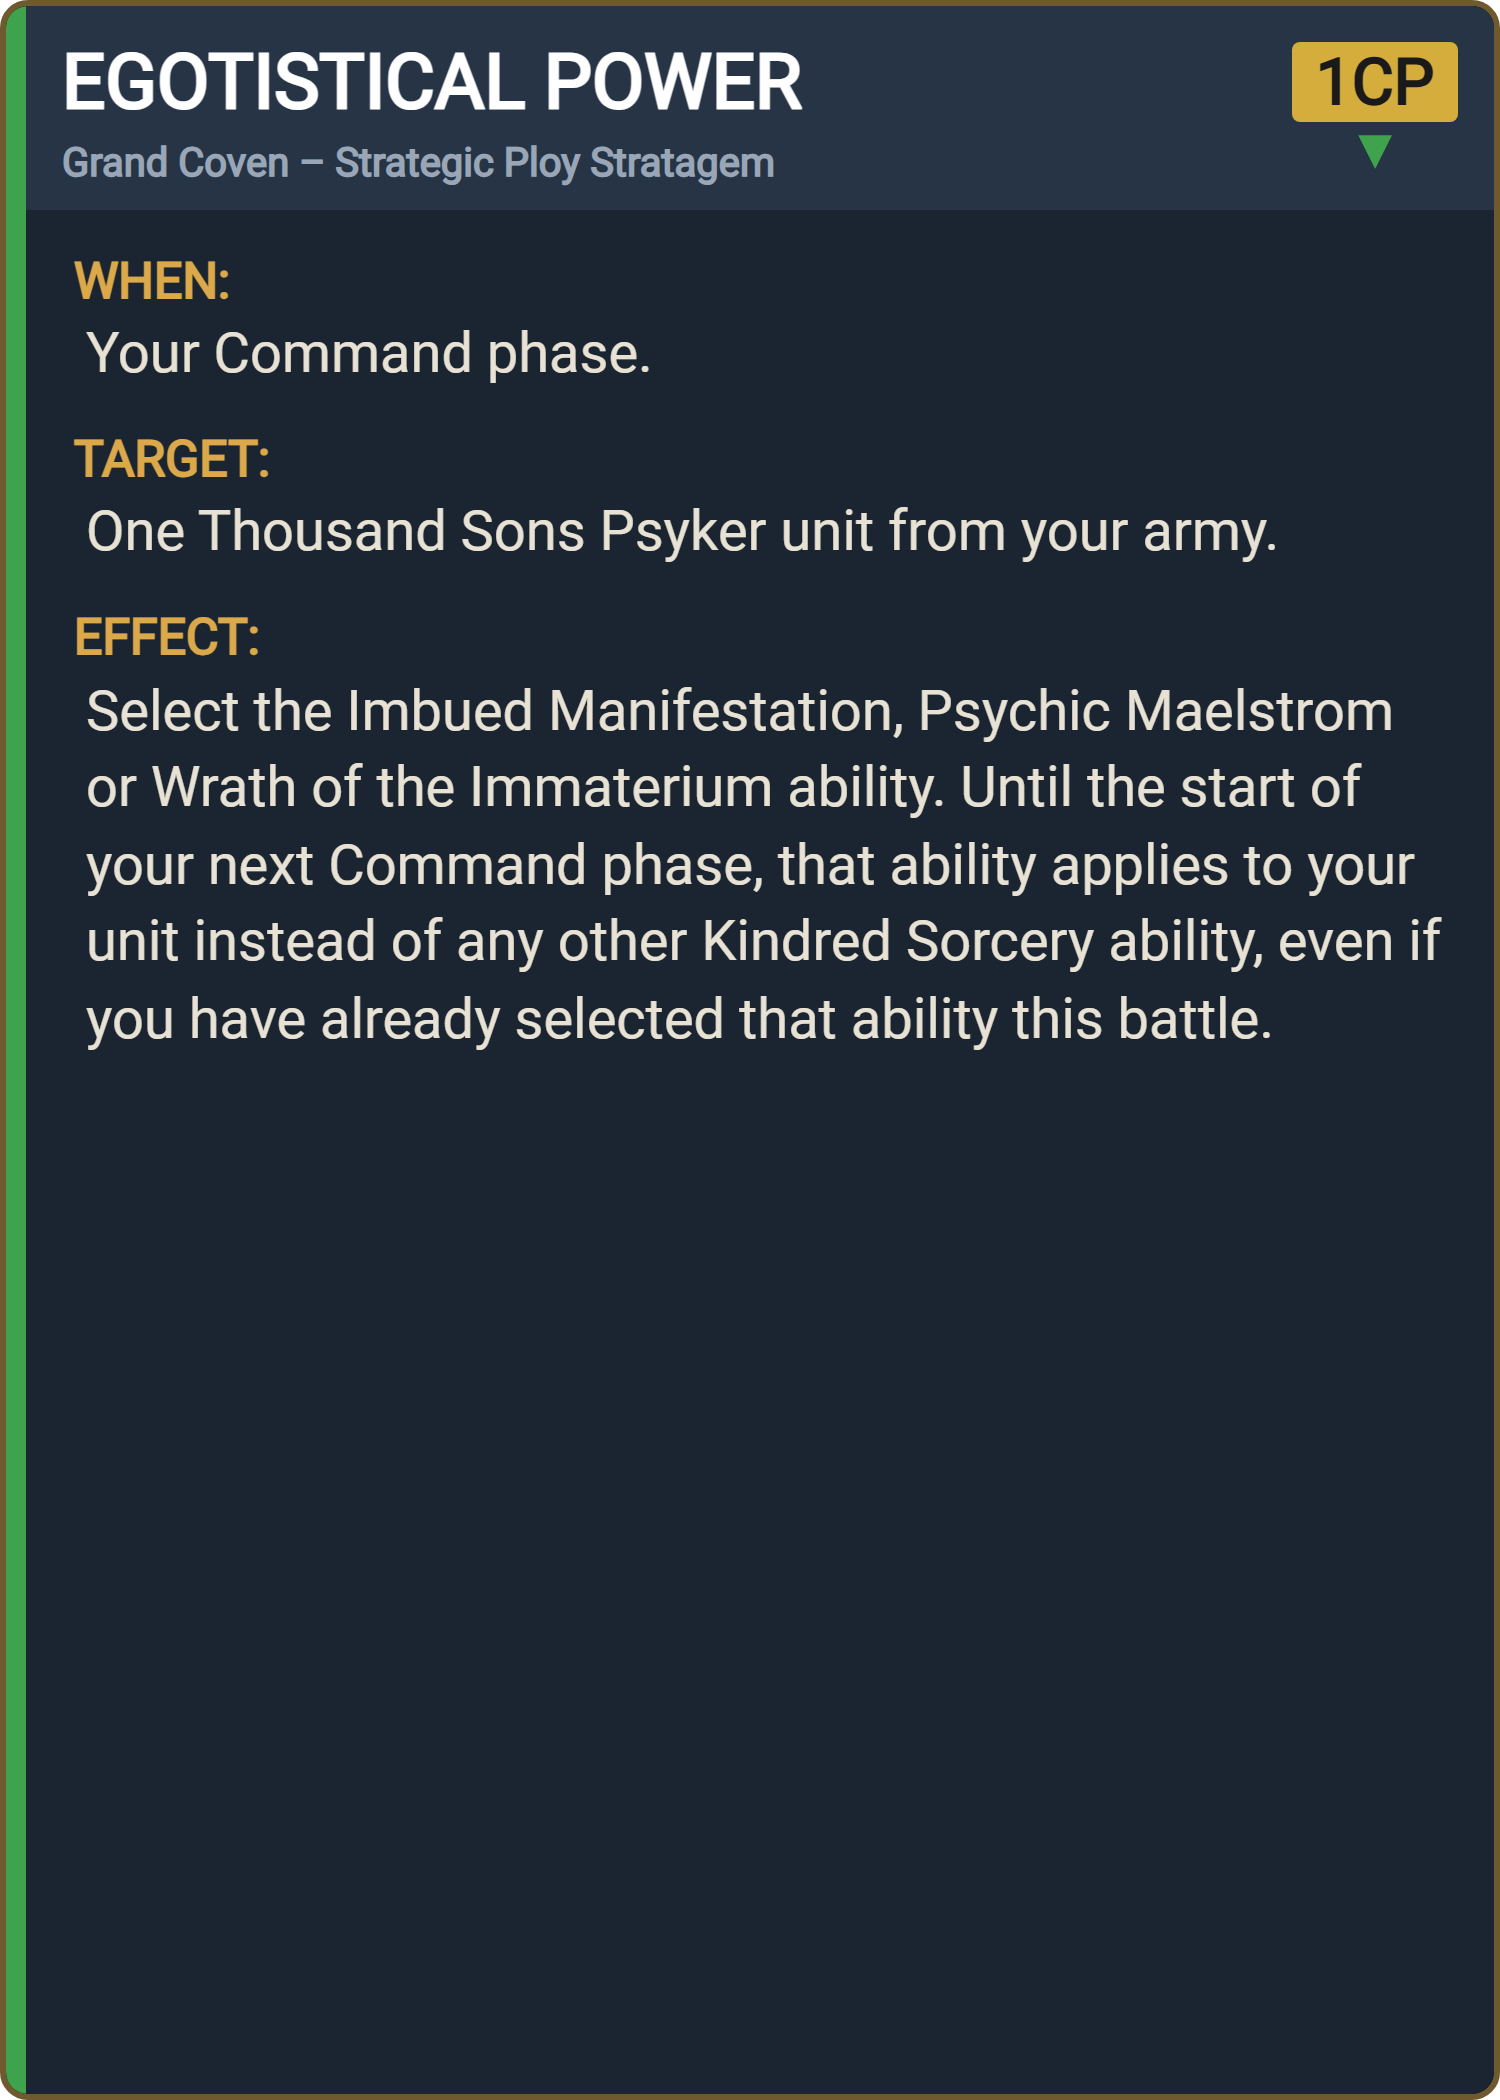 EGOTISTICAL POWER
1CP
Grand Coven – Strategic Ploy Stratagem
WHEN:
Your Command phase.
TARGET:
One Thousand Sons Psyker unit from your army.
EFFECT:
Select the Imbued Manifestation, Psychic Maelstrom
or Wrath of the Immaterium ability. Until the start of
your next Command phase, that ability applies to your
unit instead of any other Kindred Sorcery ability, even if
you have already selected that ability this battle.